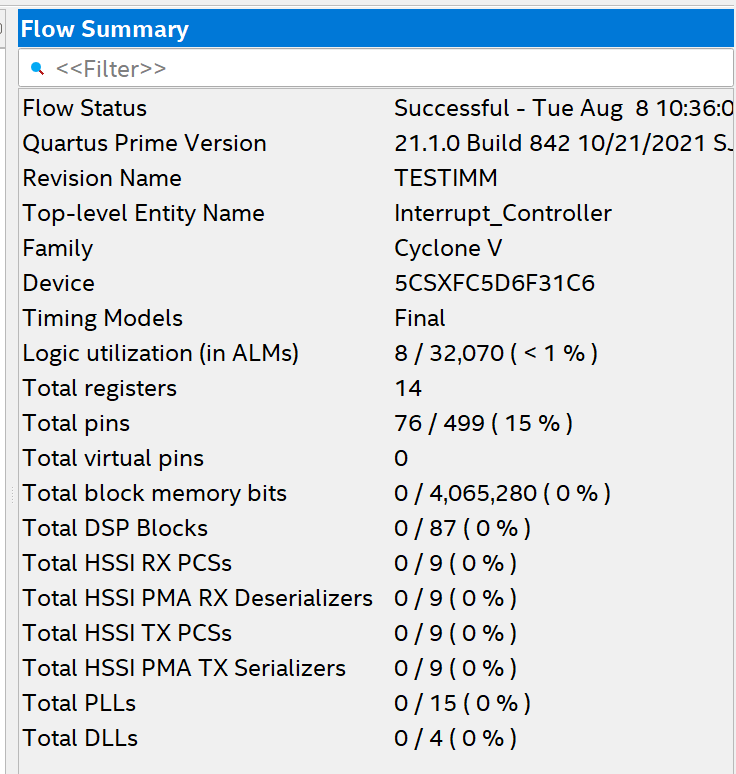 Flow Summary
<<Filter>>
Flow Status Successful - Tue Aug 8 10:36:0
Quartus Prime Version 21.1.0 Build 842 10/21/2021 SJ
Revision Name TESTIMM
Top-level Entity Name Interrupt_Controller
Family Cyclone V
Device 5CSXFC5D6F31C6
Timing Models Final
Logic utilization (in ALMs) 8 / 32,070 ( < 1 % )
Total registers 14
Total pins 76 / 499 ( 15 % )
Total virtual pins 0
Total block memory bits 0 / 4,065,280 ( 0 % )
Total DSP Blocks 0 / 87 ( 0 % )
Total HSSI RX PCSs 0 / 9 ( 0 % )
Total HSSI PMA RX Deserializers 0 / 9 ( 0 % )
Total HSSI TX PCSs 0 / 9 ( 0 % )
Total HSSI PMA TX Serializers 0 / 9 ( 0 % )
Total PLLs 0 / 15 ( 0 % )
Total DLLs 0 / 4 ( 0 % )